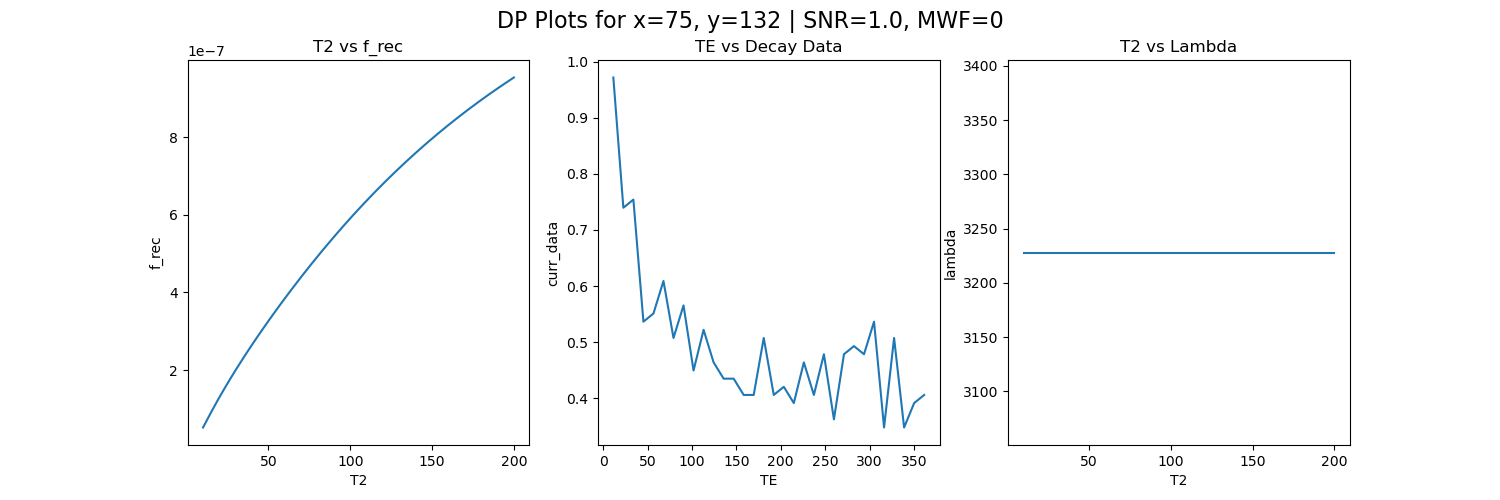 DP Plots for x=75, y=132 | SNR=1.0, MWF=0
T2 vs f_rec
1e−7
8
6
4
2
f_rec
50 100 150 200
T2
TE vs Decay Data
1.0
0.9
0.8
0.7
0.6
0.5
0.4
curr_data
0 50 100 150 200 250 300 350
TE
T2 vs Lambda
3400
3350
3300
3250
3200
3150
3100
lambda
50 100 150 200
T2